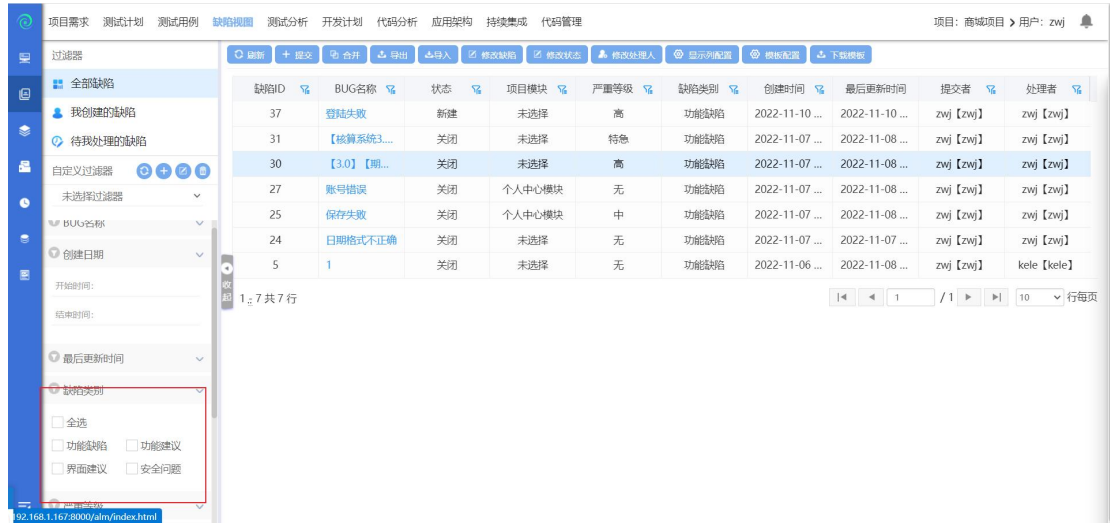 项目需求 测试计划 测试用例 缺陷视图 测试分析 开发计划 代码分析 应用架构 持续集成 代码管理 项目：商城项目 用户：zwj
过滤器
全部缺陷
我创建的缺陷
待我处理的缺陷
自定义过滤器
未选择过滤器
BUG名称
创建日期
开始时间:
结束时间:
最后更新时间
缺陷类别
全选
功能缺陷 功能建议
界面建议 安全问题
严重等级
192.168.1.167:8000/alm/index.html
收起
刷新 + 提交 合并 导出 导入 修改缺陷 修改状态 修改处理人 显示列配置 模板配置 下载模板
缺陷ID BUG名称 状态 项目模块 严重等级 缺陷类别 创建时间 最后更新时间 提交者 处理者
37 登陆失败 新建 未选择 高 功能缺陷 2022-11-10 ... 2022-11-10 ... zwj【zwj】 zwj【zwj】
31 【核算系统3.... 关闭 未选择 特急 功能缺陷 2022-11-07 ... 2022-11-08 ... zwj【zwj】 zwj【zwj】
30 【3.0】【期... 关闭 未选择 高 功能缺陷 2022-11-07 ... 2022-11-08 ... zwj【zwj】 zwj【zwj】
27 账号错误 关闭 个人中心模块 无 功能缺陷 2022-11-07 ... 2022-11-08 ... zwj【zwj】 zwj【zwj】
25 保存失败 关闭 个人中心模块 中 功能缺陷 2022-11-07 ... 2022-11-08 ... zwj【zwj】 zwj【zwj】
24 日期格式不正确 关闭 未选择 无 功能缺陷 2022-11-07 ... 2022-11-07 ... zwj【zwj】 zwj【zwj】
5 1 关闭 未选择 无 功能缺陷 2022-11-06 ... 2022-11-08 ... zwj【zwj】 kele【kele】
1 .: 7 共 7 行 1 / 1 10 行每页